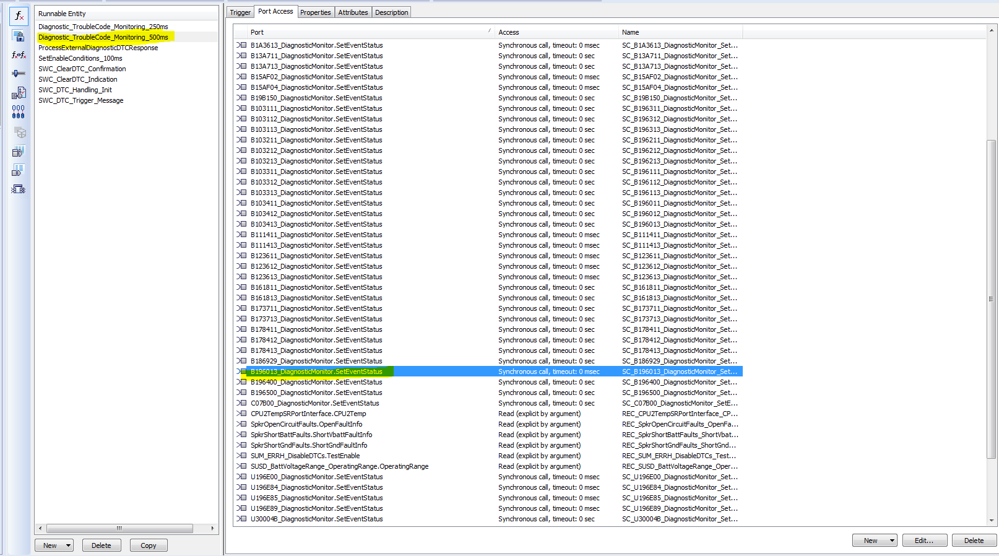 Runnable Entity
Diagnostic_TroubleCode_Monitoring_250ms
Diagnostic_TroubleCode_Monitoring_500ms
ProcessExternalDiagnosticDTCResponse
SetEnableConditions_100ms
SWC_ClearDTC_Confirmation
SWC_ClearDTC_Indication
SWC_DTC_Handling_Init
SWC_DTC_Trigger_Message
New Delete Copy
Trigger Port Access Properties Attributes Description
Port Access Name
B1A3613_DiagnosticMonitor.SetEventStatus Synchronous call, timeout: 0 msec SC_B1A3613_DiagnosticMonitor_Set...
B13A711_DiagnosticMonitor.SetEventStatus Synchronous call, timeout: 0 sec SC_B13A711_DiagnosticMonitor_Set...
B13A713_DiagnosticMonitor.SetEventStatus Synchronous call, timeout: 0 sec SC_B13A713_DiagnosticMonitor_Set...
B15AF02_DiagnosticMonitor.SetEventStatus Synchronous call, timeout: 0 msec SC_B15AF02_DiagnosticMonitor_Set...
B15AF04_DiagnosticMonitor.SetEventStatus Synchronous call, timeout: 0 msec SC_B15AF04_DiagnosticMonitor_Set...
B19B150_DiagnosticMonitor.SetEventStatus Synchronous call, timeout: 0 sec SC_B19B150_DiagnosticMonitor_Set...
B103111_DiagnosticMonitor.SetEventStatus Synchronous call, timeout: 0 sec SC_B196311_DiagnosticMonitor_Set...
B103112_DiagnosticMonitor.SetEventStatus Synchronous call, timeout: 0 sec SC_B196312_DiagnosticMonitor_Set...
B103113_DiagnosticMonitor.SetEventStatus Synchronous call, timeout: 0 sec SC_B196313_DiagnosticMonitor_Set...
B103211_DiagnosticMonitor.SetEventStatus Synchronous call, timeout: 0 sec SC_B196211_DiagnosticMonitor_Set...
B103212_DiagnosticMonitor.SetEventStatus Synchronous call, timeout: 0 sec SC_B196212_DiagnosticMonitor_Set...
B103213_DiagnosticMonitor.SetEventStatus Synchronous call, timeout: 0 sec SC_B196213_DiagnosticMonitor_Set...
B103311_DiagnosticMonitor.SetEventStatus Synchronous call, timeout: 0 sec SC_B196111_DiagnosticMonitor_Set...
B103312_DiagnosticMonitor.SetEventStatus Synchronous call, timeout: 0 sec SC_B196112_DiagnosticMonitor_Set...
B103313_DiagnosticMonitor.SetEventStatus Synchronous call, timeout: 0 sec SC_B196113_DiagnosticMonitor_Set...
B103411_DiagnosticMonitor.SetEventStatus Synchronous call, timeout: 0 sec SC_B196011_DiagnosticMonitor_Set...
B103412_DiagnosticMonitor.SetEventStatus Synchronous call, timeout: 0 sec SC_B196012_DiagnosticMonitor_Set...
B103413_DiagnosticMonitor.SetEventStatus Synchronous call, timeout: 0 sec SC_B196013_DiagnosticMonitor_Set...
B111411_DiagnosticMonitor.SetEventStatus Synchronous call, timeout: 0 msec SC_B111411_DiagnosticMonitor_Set...
B111413_DiagnosticMonitor.SetEventStatus Synchronous call, timeout: 0 msec SC_B111413_DiagnosticMonitor_Set...
B123611_DiagnosticMonitor.SetEventStatus Synchronous call, timeout: 0 msec SC_B123611_DiagnosticMonitor_Set...
B123612_DiagnosticMonitor.SetEventStatus Synchronous call, timeout: 0 msec SC_B123612_DiagnosticMonitor_Set...
B123613_DiagnosticMonitor.SetEventStatus Synchronous call, timeout: 0 msec SC_B123613_DiagnosticMonitor_Set...
B161811_DiagnosticMonitor.SetEventStatus Synchronous call, timeout: 0 sec SC_B161811_DiagnosticMonitor_Set...
B161813_DiagnosticMonitor.SetEventStatus Synchronous call, timeout: 0 sec SC_B161813_DiagnosticMonitor_Set...
B173711_DiagnosticMonitor.SetEventStatus Synchronous call, timeout: 0 sec SC_B173711_DiagnosticMonitor_Set...
B173713_DiagnosticMonitor.SetEventStatus Synchronous call, timeout: 0 sec SC_B173713_DiagnosticMonitor_Set...
B178411_DiagnosticMonitor.SetEventStatus Synchronous call, timeout: 0 sec SC_B178411_DiagnosticMonitor_Set...
B178412_DiagnosticMonitor.SetEventStatus Synchronous call, timeout: 0 sec SC_B178412_DiagnosticMonitor_Set...
B178413_DiagnosticMonitor.SetEventStatus Synchronous call, timeout: 0 sec SC_B178413_DiagnosticMonitor_Set...
B186929_DiagnosticMonitor.SetEventStatus Synchronous call, timeout: 0 sec SC_B186929_DiagnosticMonitor_Set...
B196013_DiagnosticMonitor.SetEventStatus Synchronous call, timeout: 0 msec SC_B196013_DiagnosticMonitor_Set...
B196400_DiagnosticMonitor.SetEventStatus Synchronous call, timeout: 0 sec SC_B196400_DiagnosticMonitor_Set...
B196500_DiagnosticMonitor.SetEventStatus Synchronous call, timeout: 0 sec SC_B196500_DiagnosticMonitor_Set...
C07B00_DiagnosticMonitor.SetEventStatus Synchronous call, timeout: 0 sec SC_C07B00_DiagnosticMonitor_SetE...
CPU2TempSRPortInterface.CPU2Temp Read (explicit by argument) REC_CPU2TempSRPortInterface_CP...
SpkrOpenCircuitFaults.OpenFaultInfo Read (explicit by argument) REC_SpkrOpenCircuitFaults_OpenFa...
SpkrShortBattFaults.ShortVbattFaultInfo Read (explicit by argument) REC_SpkrShortBattFaults_ShortVbat...
SpkrShortGndFaults.ShortGndFaultInfo Read (explicit by argument) REC_SpkrShortGndFaults_ShortGnd...
SUM_ERRH_DisableDTCs.TestEnable Read (explicit by argument) REC_SUM_ERRH_DisableDTCs_Test...
SUSD_BattVoltageRange_OperatingRange.OperatingRange Read (explicit by argument) REC_SUSD_BattVoltageRange_Oper...
U196E00_DiagnosticMonitor.SetEventStatus Synchronous call, timeout: 0 msec SC_U196E00_DiagnosticMonitor_Set...
U196E84_DiagnosticMonitor.SetEventStatus Synchronous call, timeout: 0 msec SC_U196E84_DiagnosticMonitor_Set...
U196E85_DiagnosticMonitor.SetEventStatus Synchronous call, timeout: 0 msec SC_U196E85_DiagnosticMonitor_Set...
U196E89_DiagnosticMonitor.SetEventStatus Synchronous call, timeout: 0 msec SC_U196E89_DiagnosticMonitor_Set...
U30004B_DiagnosticMonitor.SetEventStatus Synchronous call, timeout: 0 sec SC_U30004B_DiagnosticMonitor_Set...
New Edit... Delete